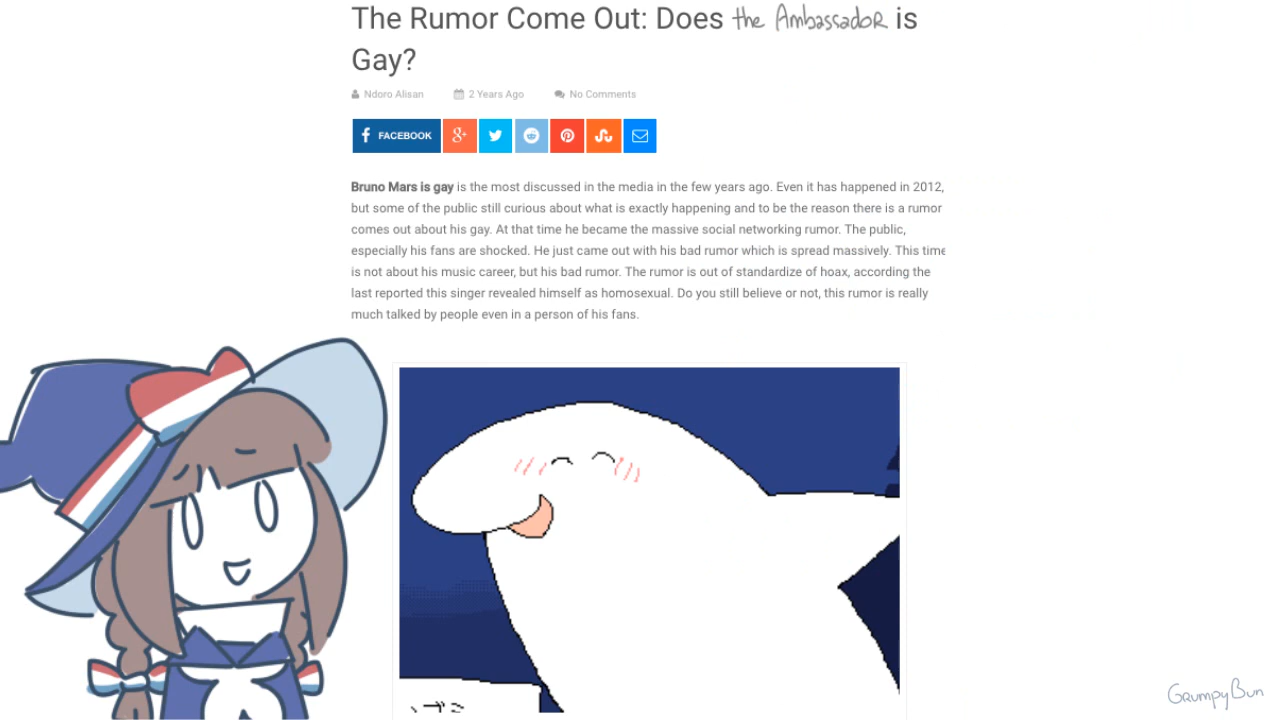 The Rumor Come Out: Does the Ambassador is
Gay?
Ndoro Alisan 2 Years Ago No Comments
FACEBOOK
Bruno Mars is gay is the most discussed in the media in the few years ago. Even it has happened in 2012,
but some of the public still curious about what is exactly happening and to be the reason there is a rumor
comes out about his gay. At that time he became the massive social networking rumor. The public,
especially his fans are shocked. He just came out with his bad rumor which is spread massively. This time
is not about his music career, but his bad rumor. The rumor is out of standardize of hoax, according the
last reported this singer revealed himself as homosexual. Do you still believe or not, this rumor is really
much talked by people even in a person of his fans.
GrumpyBun